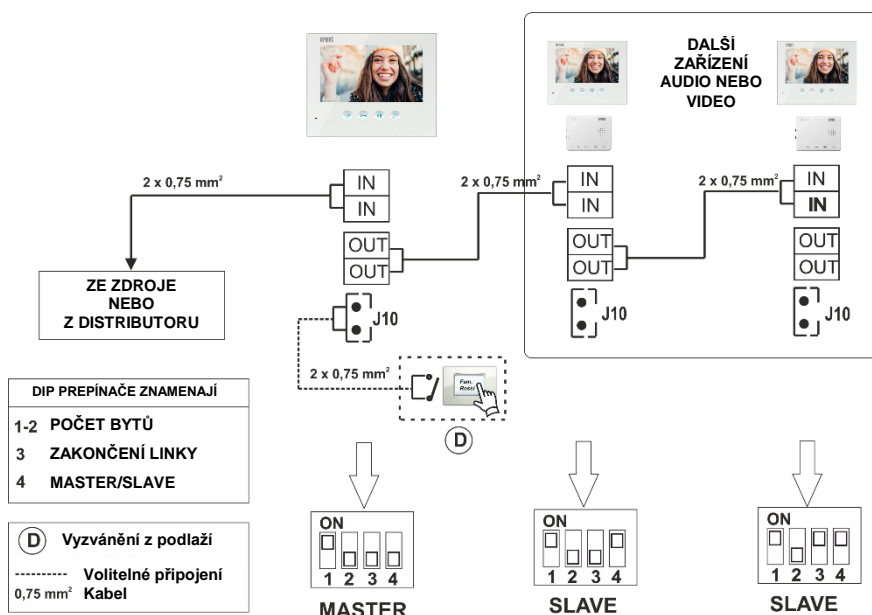 DALŠÍ
ZAŘÍZENÍ
AUDIO NEBO
VIDEO
2 x 0,75 mm²
IN
IN
OUT
OUT
J10
2 x 0,75 mm²
IN
IN
OUT
OUT
J10
2 x 0,75 mm²
IN
IN
OUT
OUT
J10
ZE ZDROJE
NEBO
Z DISTRIBUTORU
2 x 0,75 mm²
Fam.
Rossi
D
DIP PREPÍNAČE ZNAMENAJÍ
1-2 POČET BYTŮ
3 ZAKONČENÍ LINKY
4 MASTER/SLAVE
D Vyzvánění z podlaží
Volitelné připojení
0,75 mm² Kabel
ON
1 2 3 4
MASTER
ON
1 2 3 4
SLAVE
ON
1 2 3 4
SLAVE